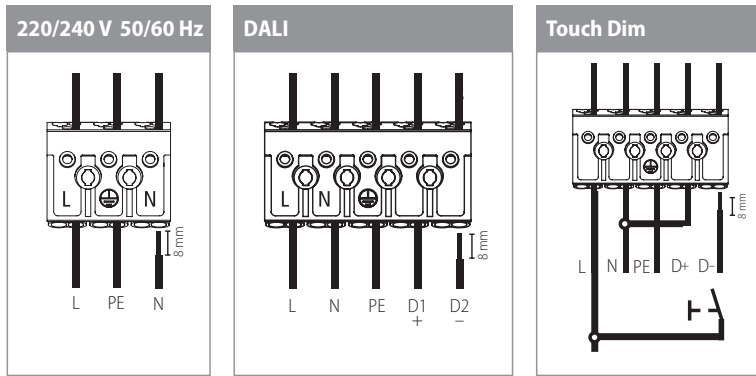 220/240 V 50/60 Hz
L N
8 mm
L PE N
DALI
L N
8 mm
L N PE D1 D2
+ –
Touch Dim
8 mm
L N PE D+ D-